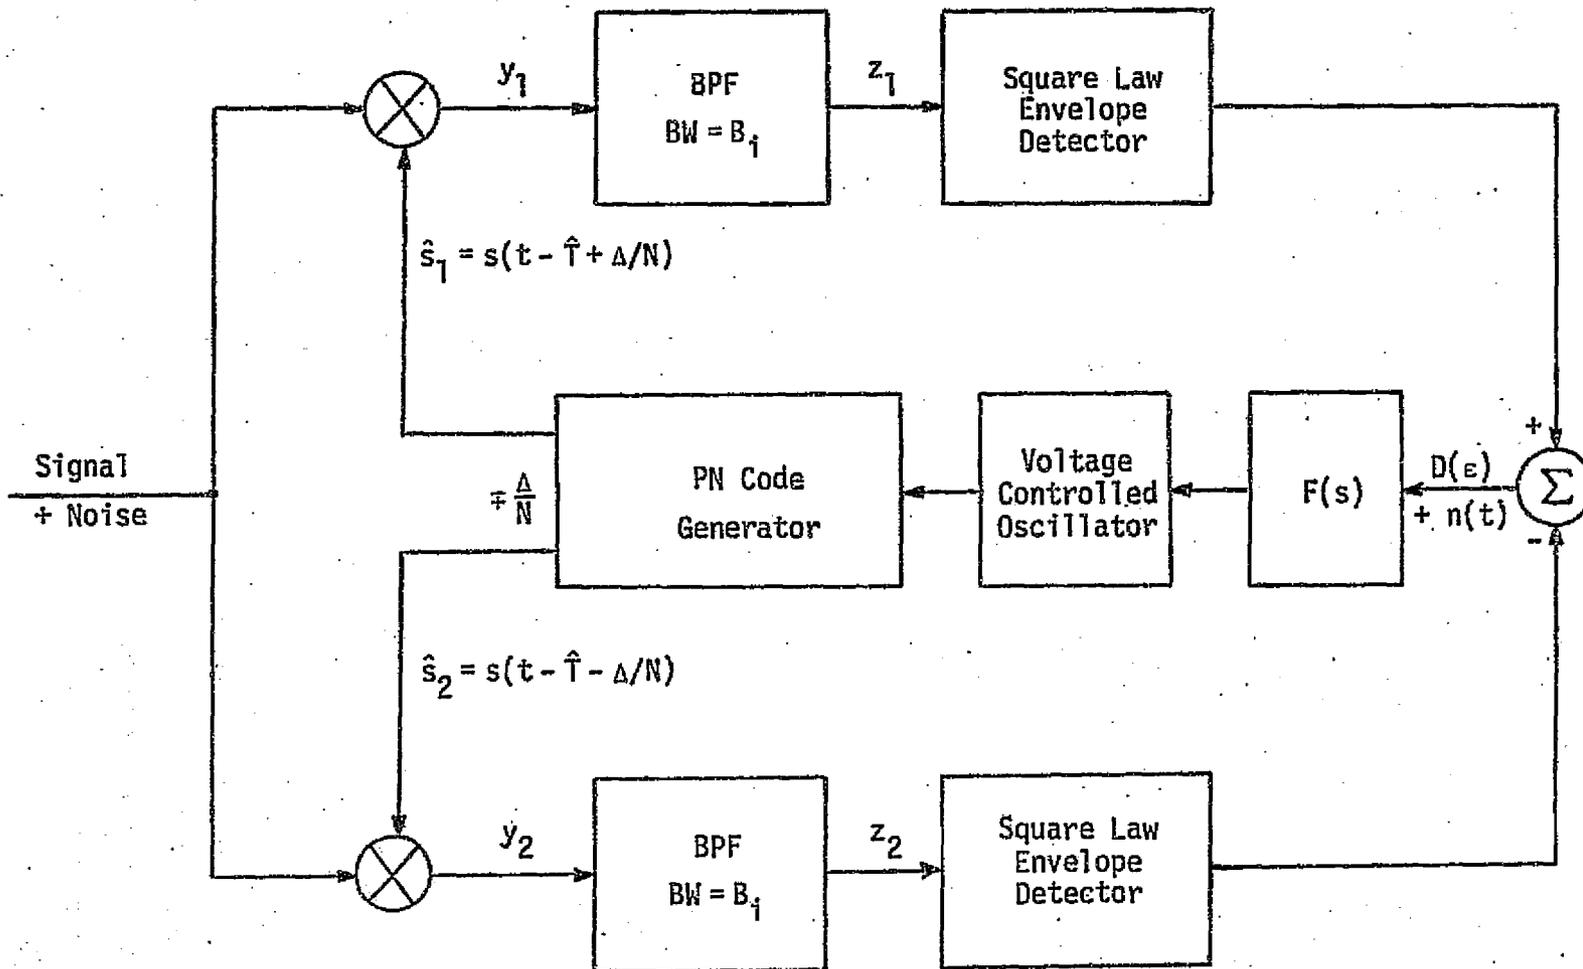 y₁
BPF
BW = Bᵢ
z₁
Square Law
Envelope
Detector
ŝ₁ = s(t - T̂ + Δ/N)
Signal
+ Noise
∓ Δ/N
PN Code
Generator
Voltage
Controlled
Oscillator
F(s)
D(ε)
+ n(t)
+
Σ
-
ŝ₂ = s(t - T̂ - Δ/N)
y₂
BPF
BW = Bᵢ
z₂
Square Law
Envelope
Detector